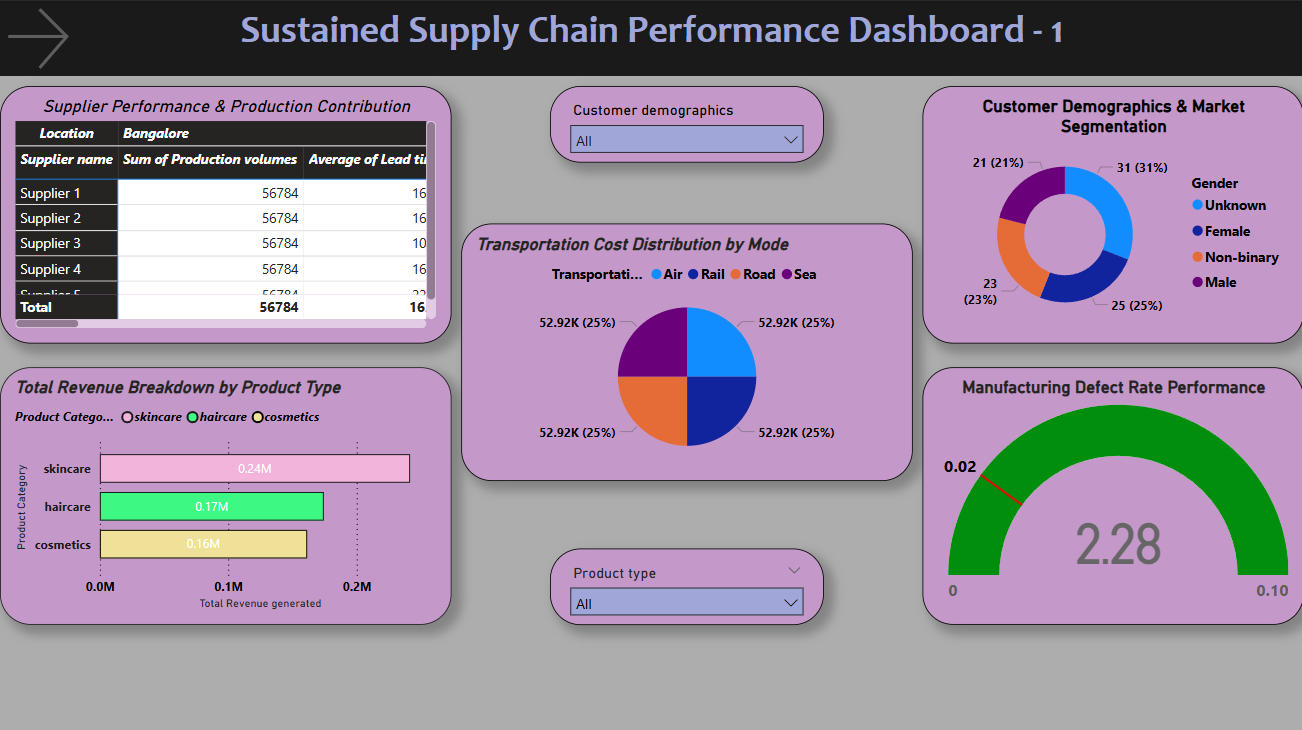 Sustained Supply Chain Performance Dashboard - 1
Supplier Performance & Production Contribution
Location Bangalore
Supplier name Sum of Production volumes Average of Lead
Supplier 1 56784 16
Supplier 2 56784 16
Supplier 3 56784 10
Supplier 4 56784 16
Total 56784 16
Customer demographics
All
Customer Demographics & Market
Segmentation
21 (21%)
31 (31%)
23
(23%)
25 (25%)
Gender
Unknown
Female
Non-binary
Male
Transportation Cost Distribution by Mode
Transportati... Air Rail Road Sea
52.92K (25%)
52.92K (25%)
52.92K (25%)
52.92K (25%)
Total Revenue Breakdown by Product Type
Product Catego... skincare haircare cosmetics
Product Category
skincare 0.24M
haircare 0.17M
cosmetics 0.16M
0.0M 0.1M 0.2M
Total Revenue generated
Product type
All
Manufacturing Defect Rate Performance
0.02
2.28
0 0.10